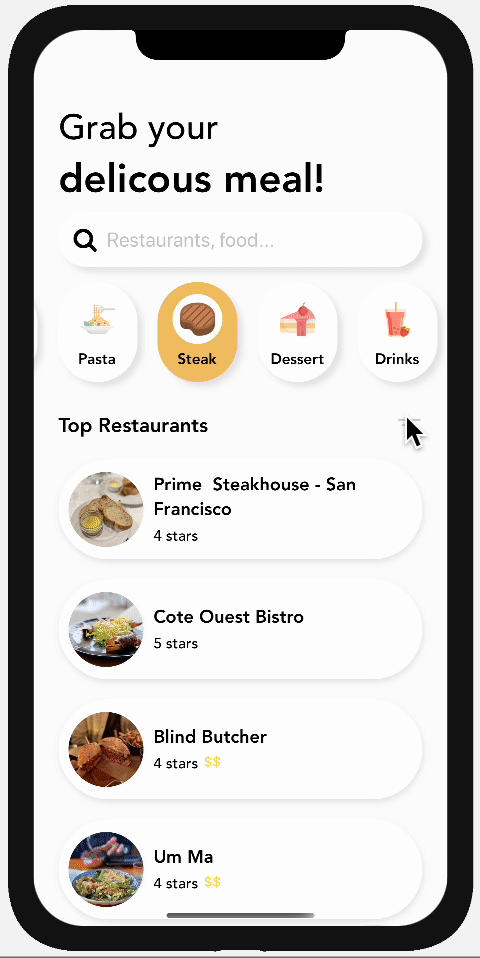 Grab your
delicous meal!
Restaurants, food...
Pasta Steak Dessert Drinks
Top Restaurants
Prime  Steakhouse - San
Francisco
4 stars
Cote Ouest Bistro
5 stars
Blind Butcher
4 stars $$
Um Ma
4 stars $$